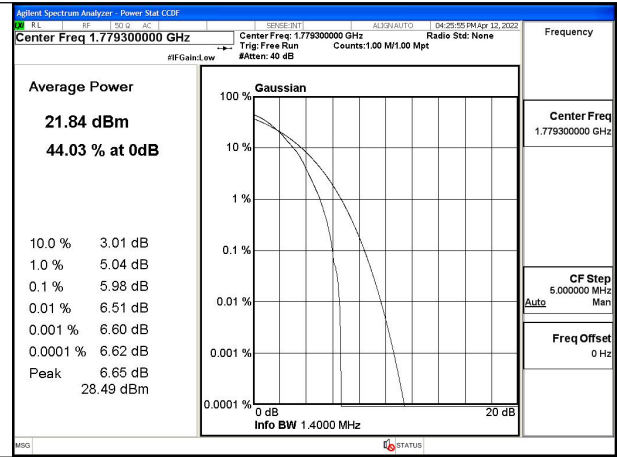 Agilent Spectrum Analyzer - Power Stat CCDF
RL RF 50 Ω AC SENSE:INT ALIGN AUTO 04:25:55 PM Apr 12, 2022
Center Freq 1.779300000 GHz
Center Freq: 1.779300000 GHz Radio Std: None
Trig: Free Run Counts:1.00 M/1.00 Mpt
#IFGain:Low #Atten: 40 dB
Frequency
Average Power
21.84 dBm
44.03 % at 0dB
10.0 % 3.01 dB
1.0 % 5.04 dB
0.1 % 5.98 dB
0.01 % 6.51 dB
0.001 % 6.60 dB
0.0001 % 6.62 dB
Peak 6.65 dB
28.49 dBm
Gaussian
100 %
10 %
1 %
0.1 %
0.01 %
0.001 %
0.0001 %
0 dB 20 dB
Info BW 1.4000 MHz
Center Freq
1.779300000 GHz
CF Step
5.000000 MHz
Auto Man
Freq Offset
0 Hz
MSG STATUS